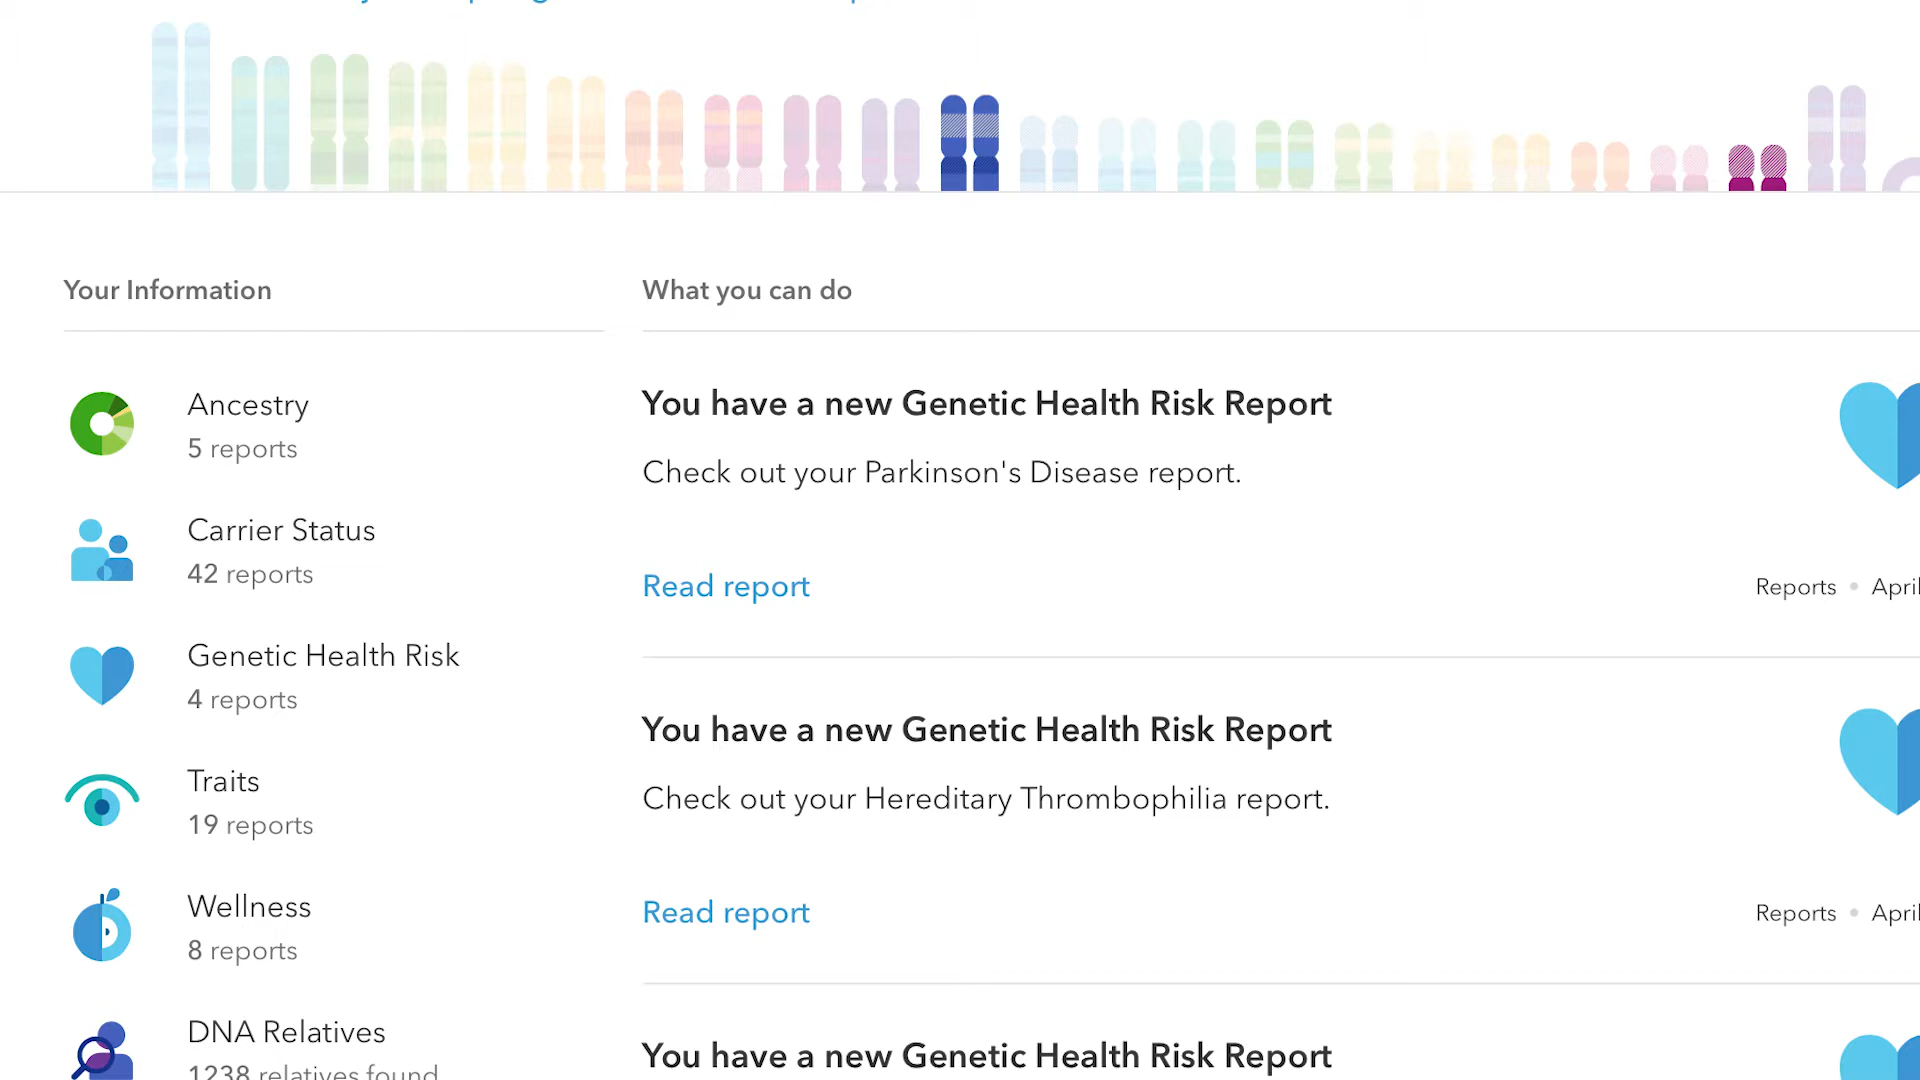 Your Information
Ancestry
5 reports
Carrier Status
42 reports
Genetic Health Risk
4 reports
Traits
19 reports
Wellness
8 reports
DNA Relatives
1238 relatives found
What you can do
You have a new Genetic Health Risk Report
Check out your Parkinson's Disease report.
Read report
Reports • April
You have a new Genetic Health Risk Report
Check out your Hereditary Thrombophilia report.
Read report
Reports • April
You have a new Genetic Health Risk Report